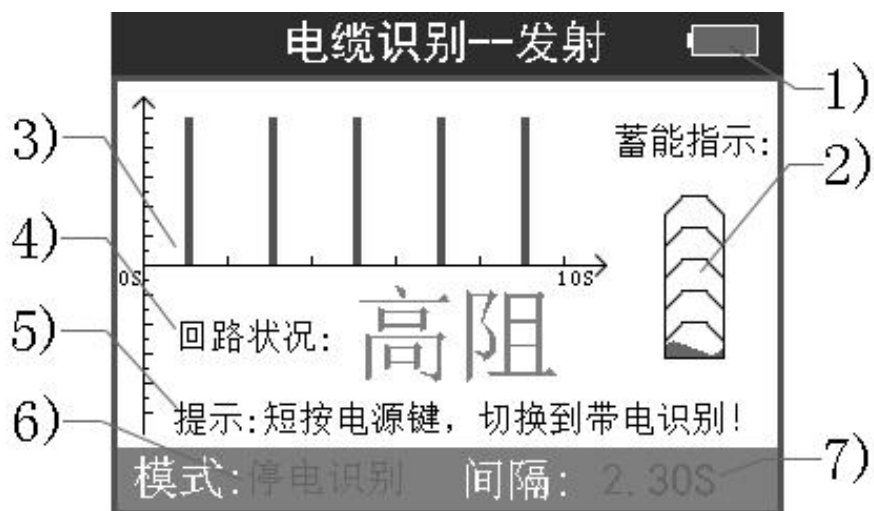 电缆识别--发射
1)
3)
蓄能指示:
2)
4)
0S
10S
回路状况: 高阻
5)
提示:短按电源键，切换到带电识别!
6)
模式:停电识别 间隔: 2.30S
7)